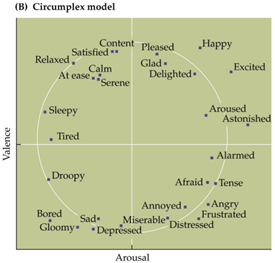 (B) Circumplex model
Content
Pleased
Happy
Satisfied
Relaxed
Glad
Excited
Calm
Delighted
At ease
Serene
Sleepy
Aroused
Astonished
Tired
Valence
Alarmed
Droopy
Afraid
Tense
Annoyed
Angry
Bored
Sad
Miserable
Frustrated
Gloomy
Depressed
Distressed
Arousal